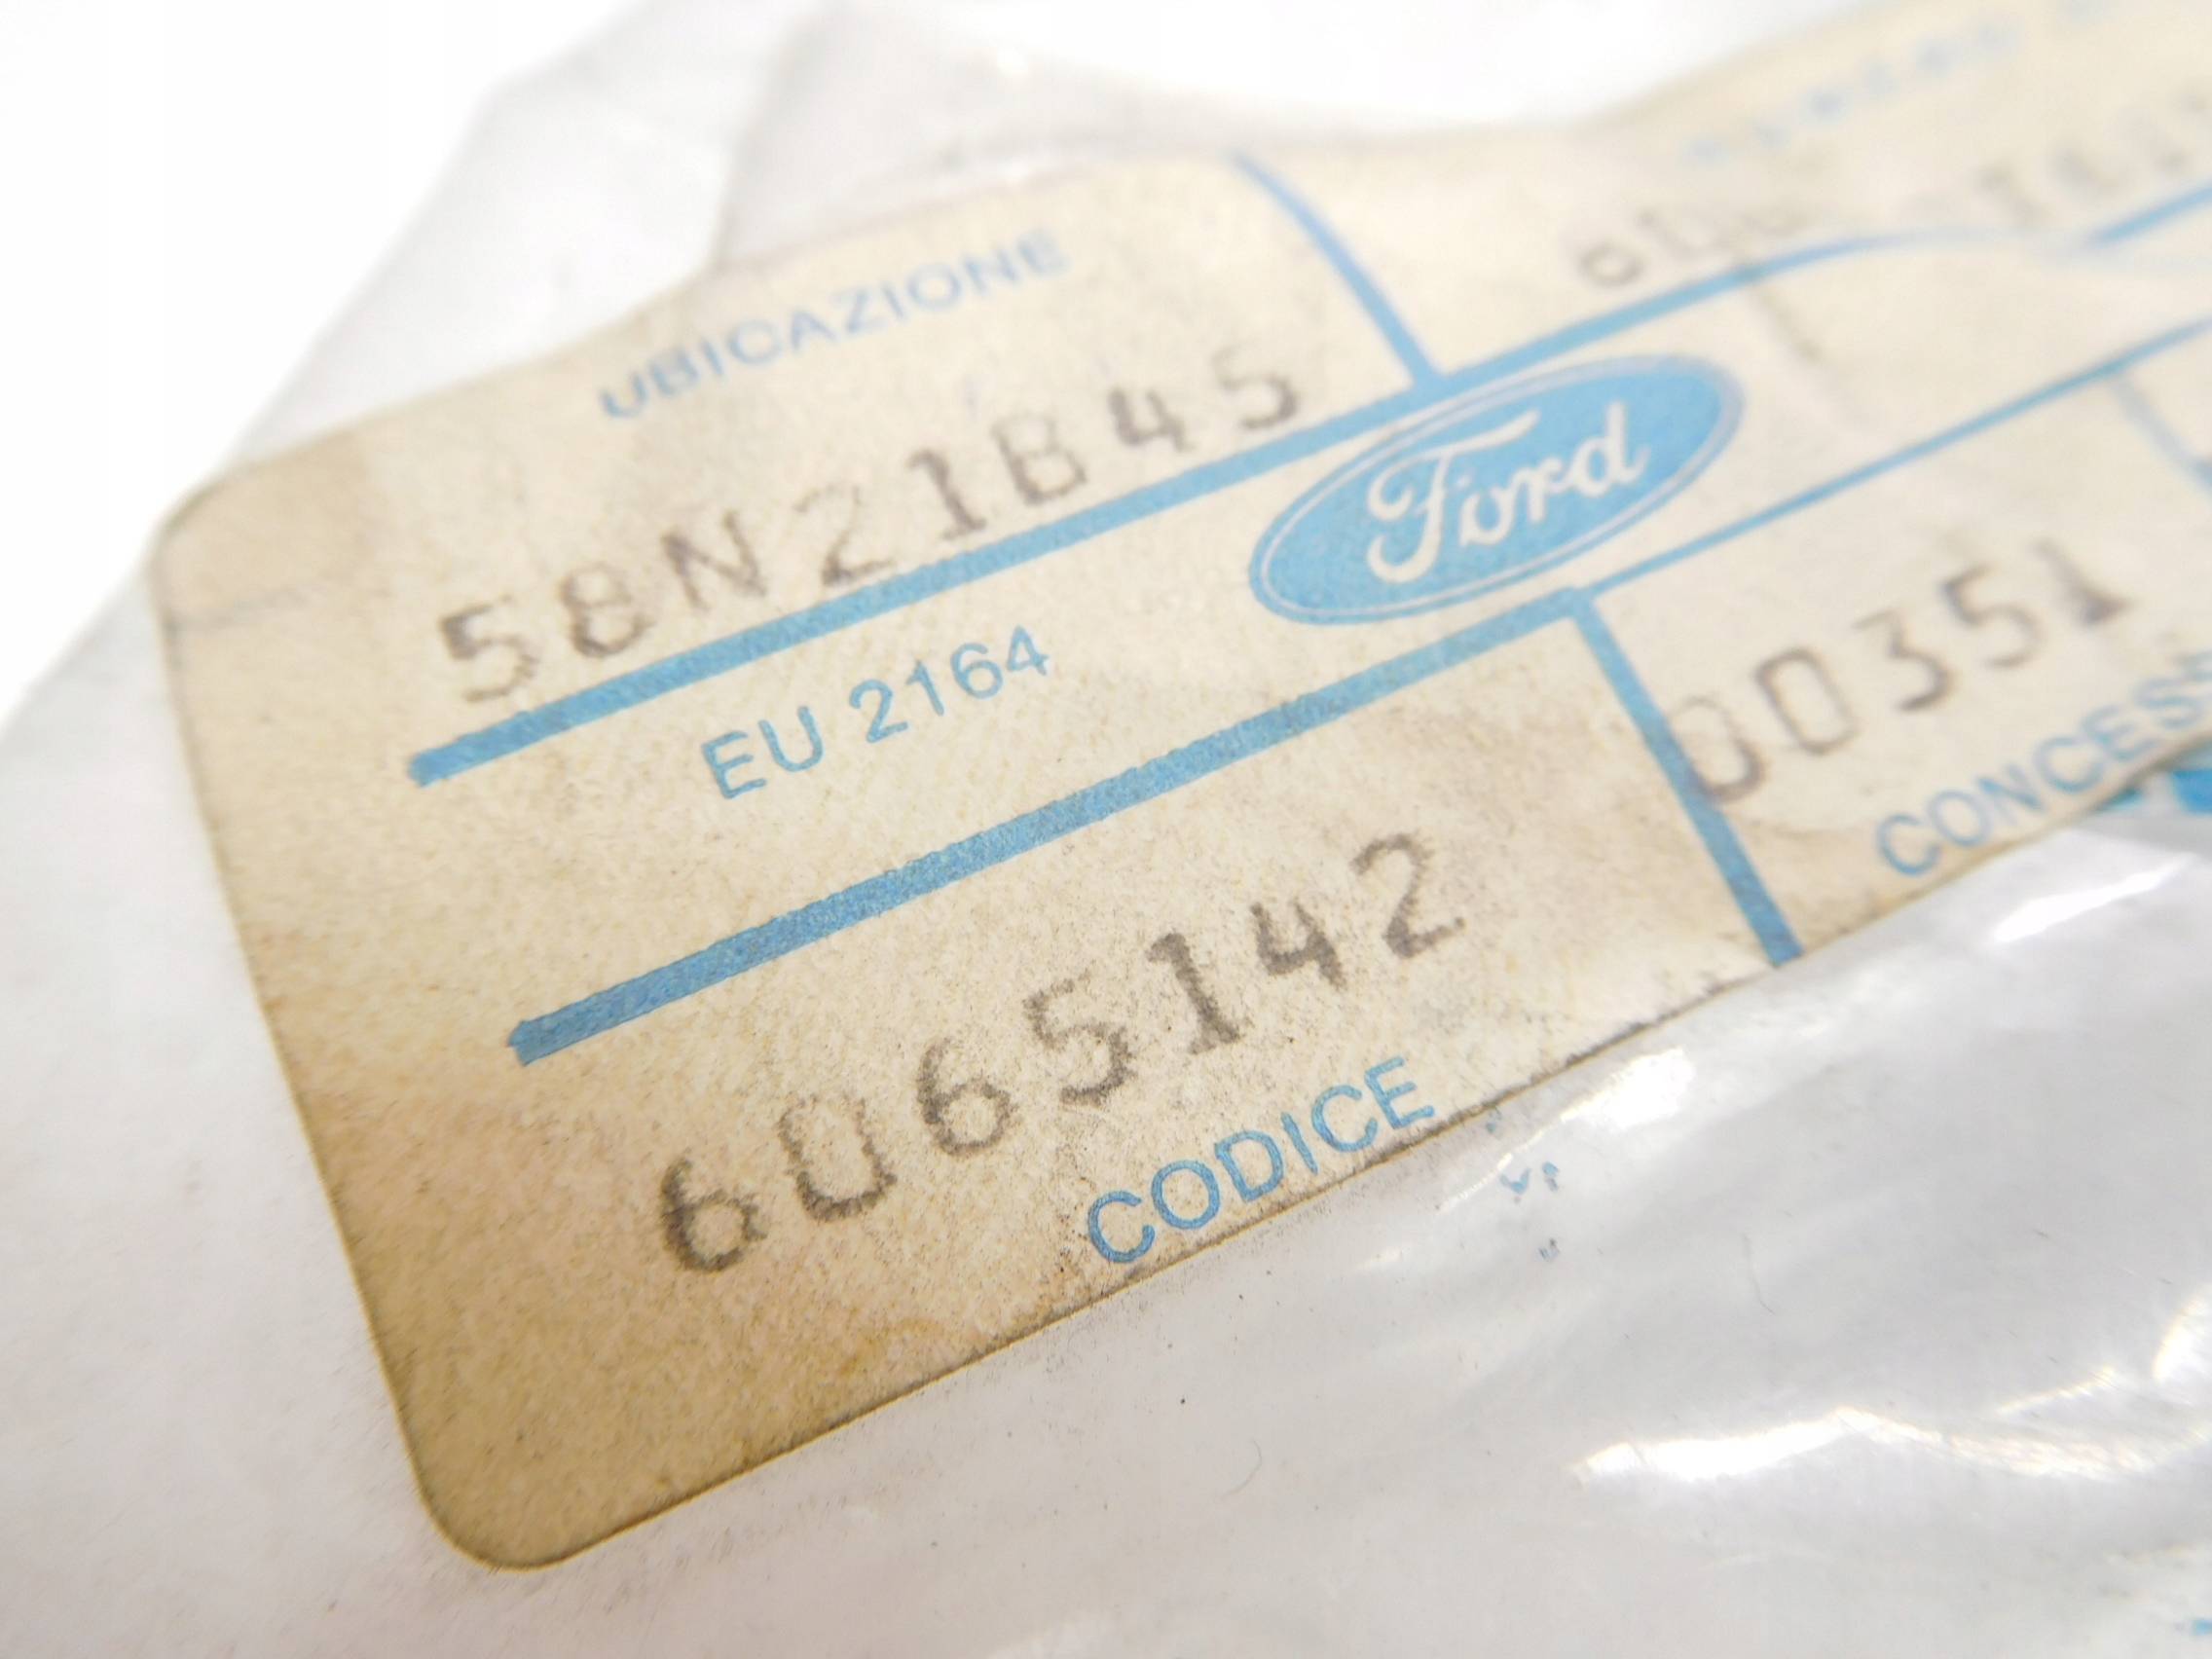 UBICAZIONE
58N21B45
EU 2164
Ford
6065142
00351
CODICE
CONCESS